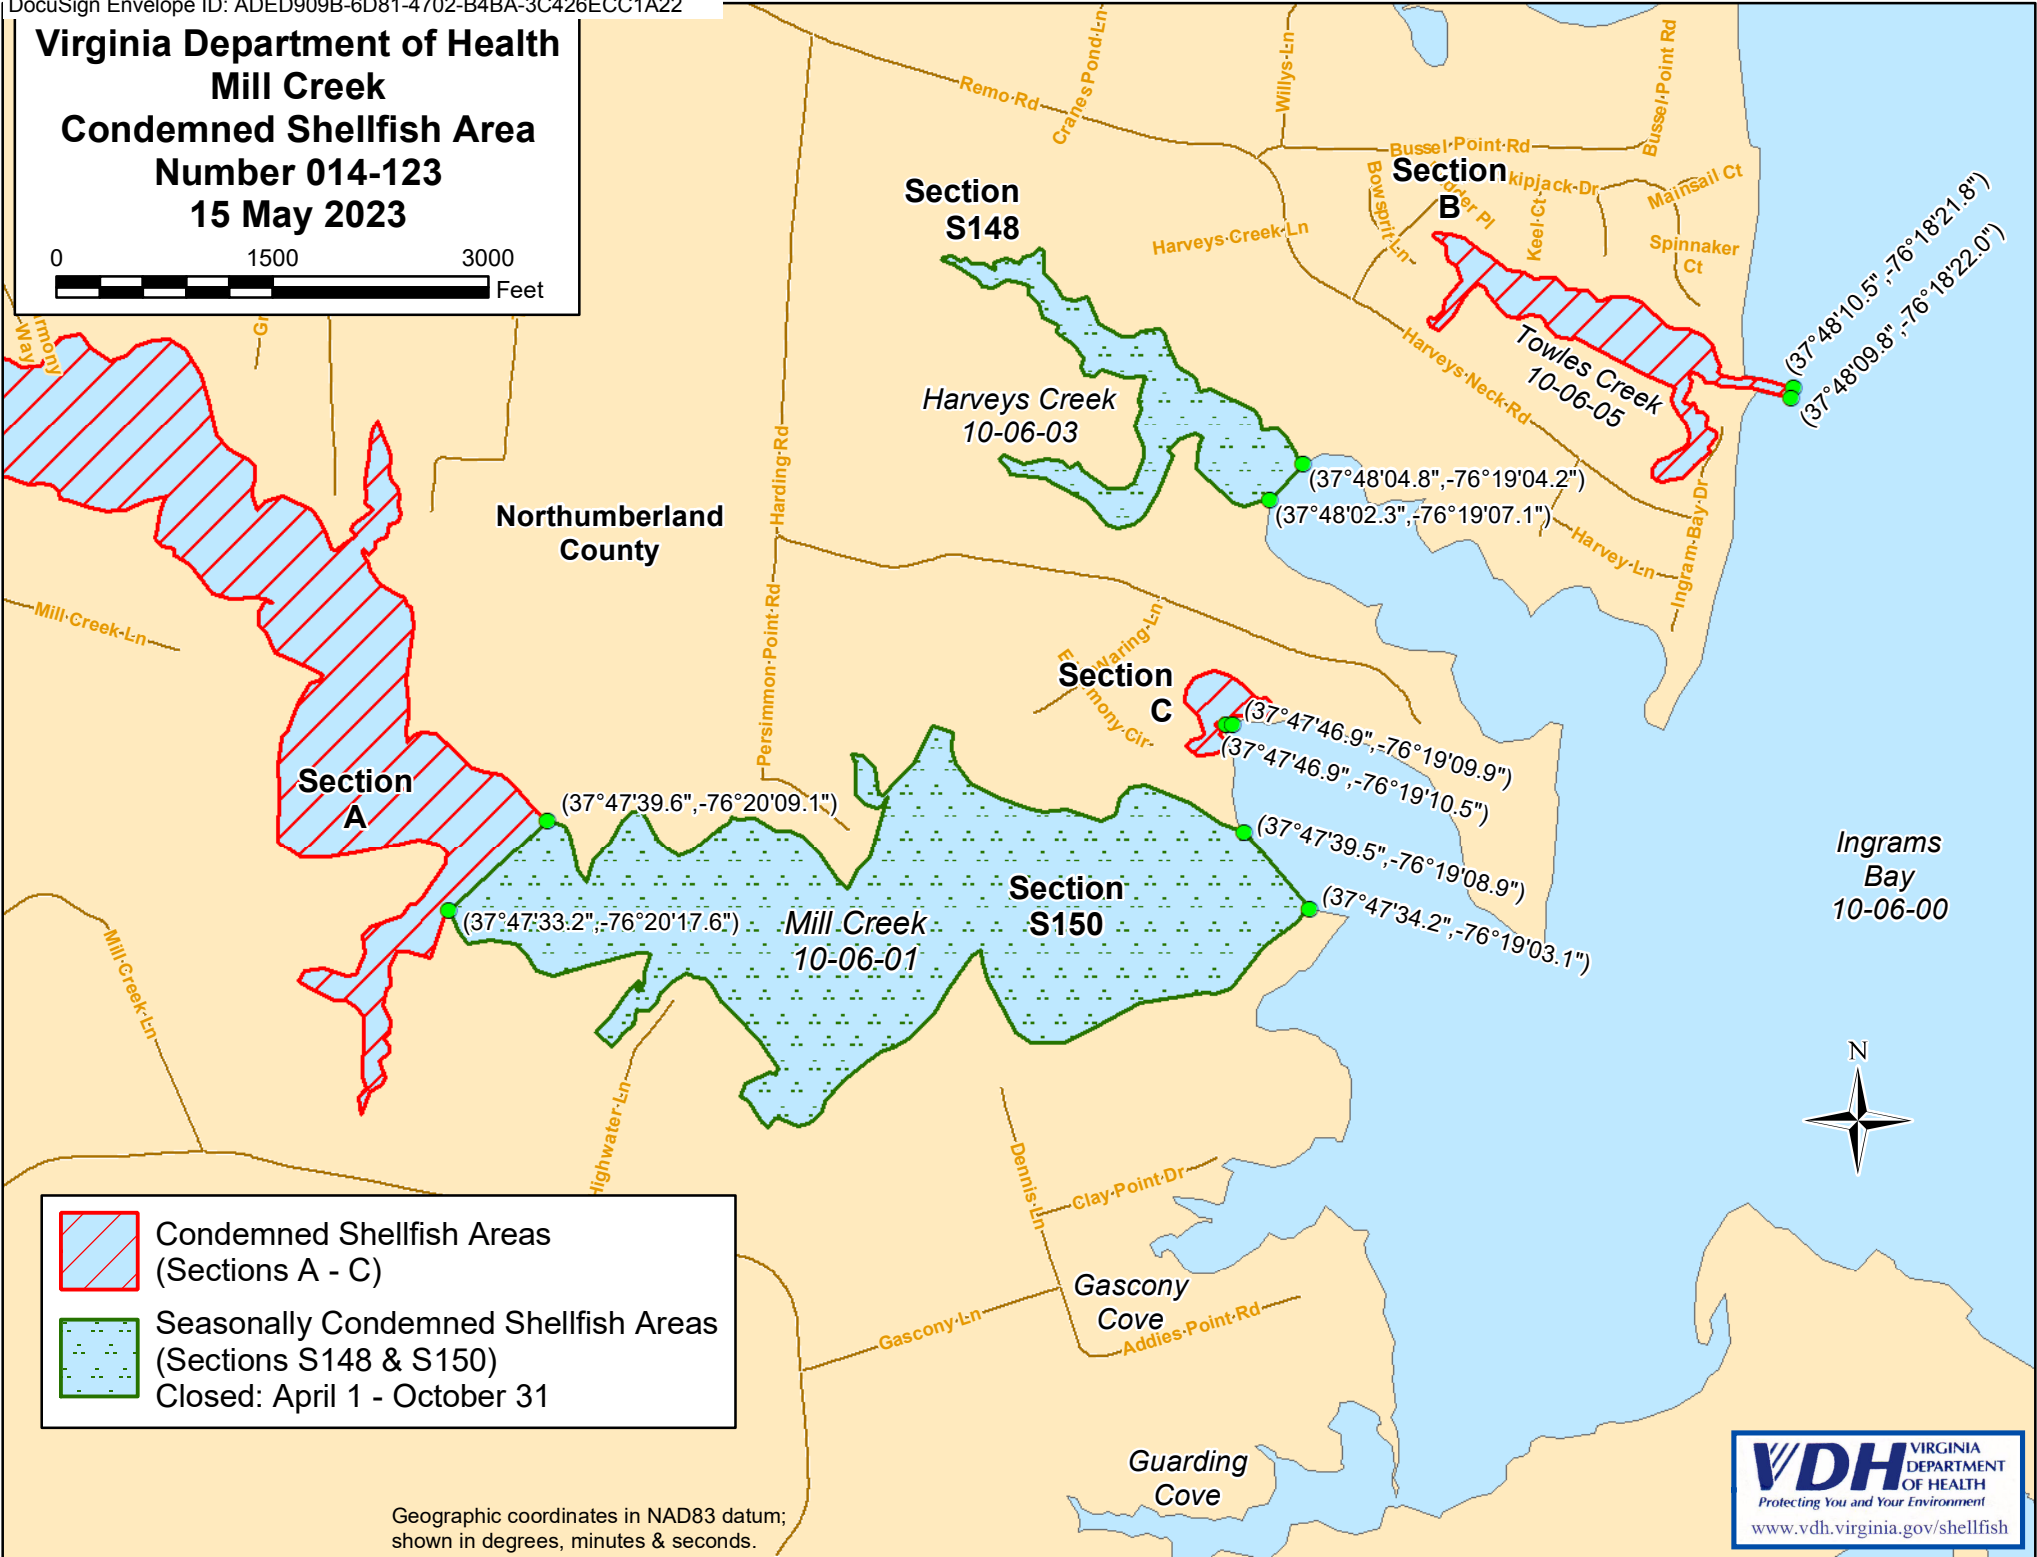 DocuSign Envelope ID: ADED909B-6D81-4702-B4BA-3C426ECC1A22
Virginia Department of Health
Mill Creek
Condemned Shellfish Area
Number 014-123
15 May 2023
0 1500 3000
Feet
Remo Rd
Cranes Pond Ln
Willys Ln
Bussel Point Rd
Bussel Point Rd
Section
B
Bowsprit Ln
Pl
kipjack Dr
Keel Ct
Mainsail Ct
Spinnaker
Ct
Section
S148
Harveys Creek Ln
(37°48'10.5",-76°18'21.8")
(37°48'09.8",-76°18'22.0")
Towles Creek
10-06-05
Harveys Neck Rd
Harveys Creek
10-06-03
(37°48'04.8",-76°19'04.2")
(37°48'02.3",-76°19'07.1")
Harvey Ln
Ingram Bay Dr
rmony
Way
Gr
Northumberland
County
Harding Rd
Persimmon Point Rd
Mill Creek Ln
Waring Ln
mony Cir
Section
C
(37°47'46.9",-76°19'09.9")
(37°47'46.9",-76°19'10.5")
Section
A
(37°47'39.6",-76°20'09.1")
(37°47'39.5",-76°19'08.9")
(37°47'34.2",-76°19'03.1")
(37°47'33.2",-76°20'17.6")
Mill Creek
10-06-01
Section
S150
Ingrams
Bay
10-06-00
Mill Creek Ln
Highwater Ln
N
Dennis Ln
Clay Point Dr
Gascony
Cove
Gascony Ln
Addies Point Rd
Condemned Shellfish Areas
(Sections A - C)
Seasonally Condemned Shellfish Areas
(Sections S148 & S150)
Closed: April 1 - October 31
Guarding
Cove
Geographic coordinates in NAD83 datum;
shown in degrees, minutes & seconds.
VDH VIRGINIA
DEPARTMENT
OF HEALTH
Protecting You and Your Environment
www.vdh.virginia.gov/shellfish